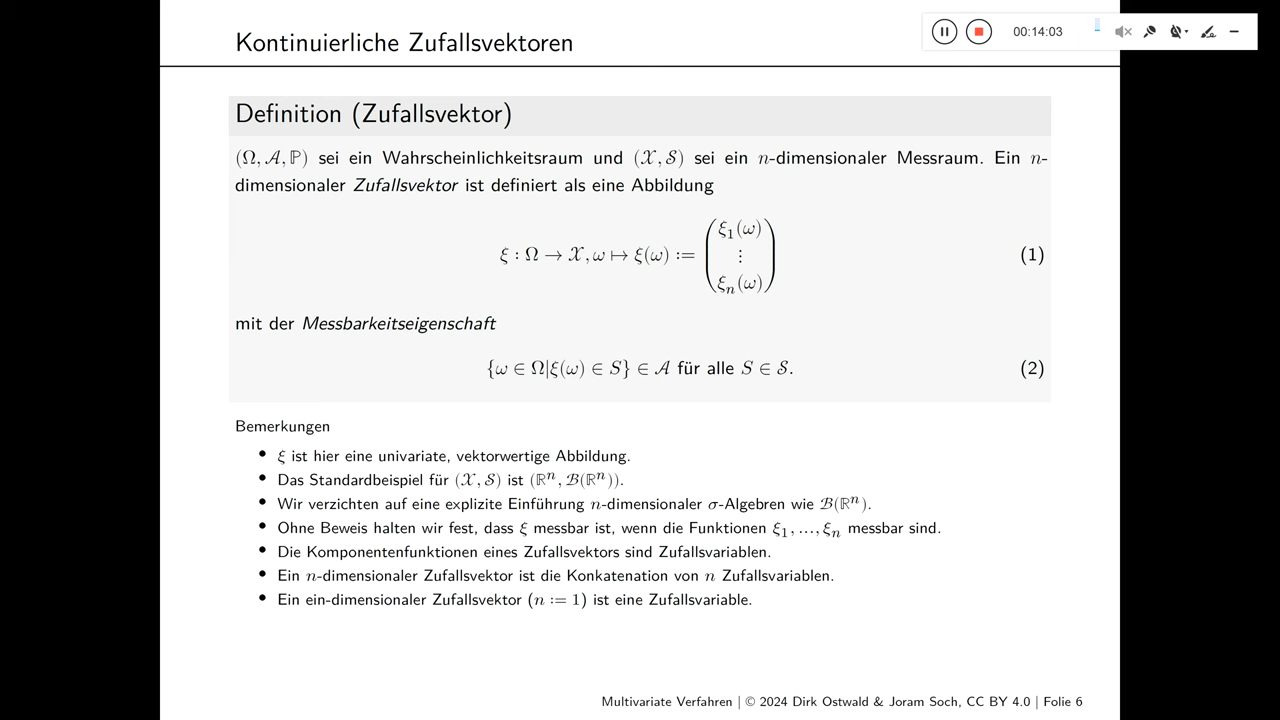 Kontinuierliche Zufallsvektoren
00:14:03
Definition (Zufallsvektor)
(Ω, 𝒜, ℙ) sei ein Wahrscheinlichkeitsraum und (𝒳, 𝒮) sei ein n-dimensionaler Messraum. Ein n-
dimensionaler Zufallsvektor ist definiert als eine Abbildung
ξ : Ω → 𝒳, ω ↦ ξ(ω) := (ξ₁(ω) ⋮ ξₙ(ω)) (1)
mit der Messbarkeitseigenschaft
{ω ∈ Ω|ξ(ω) ∈ S} ∈ 𝒜 für alle S ∈ 𝒮. (2)
Bemerkungen
• ξ ist hier eine univariate, vektorwertige Abbildung.
• Das Standardbeispiel für (𝒳, 𝒮) ist (ℝⁿ, ℬ(ℝⁿ)).
• Wir verzichten auf eine explizite Einführung n-dimensionaler σ-Algebren wie ℬ(ℝⁿ).
• Ohne Beweis halten wir fest, dass ξ messbar ist, wenn die Funktionen ξ₁, ..., ξₙ messbar sind.
• Die Komponentenfunktionen eines Zufallsvektors sind Zufallsvariablen.
• Ein n-dimensionaler Zufallsvektor ist die Konkatenation von n Zufallsvariablen.
• Ein ein-dimensionaler Zufallsvektor (n := 1) ist eine Zufallsvariable.
Multivariate Verfahren | © 2024 Dirk Ostwald & Joram Soch, CC BY 4.0 | Folie 6